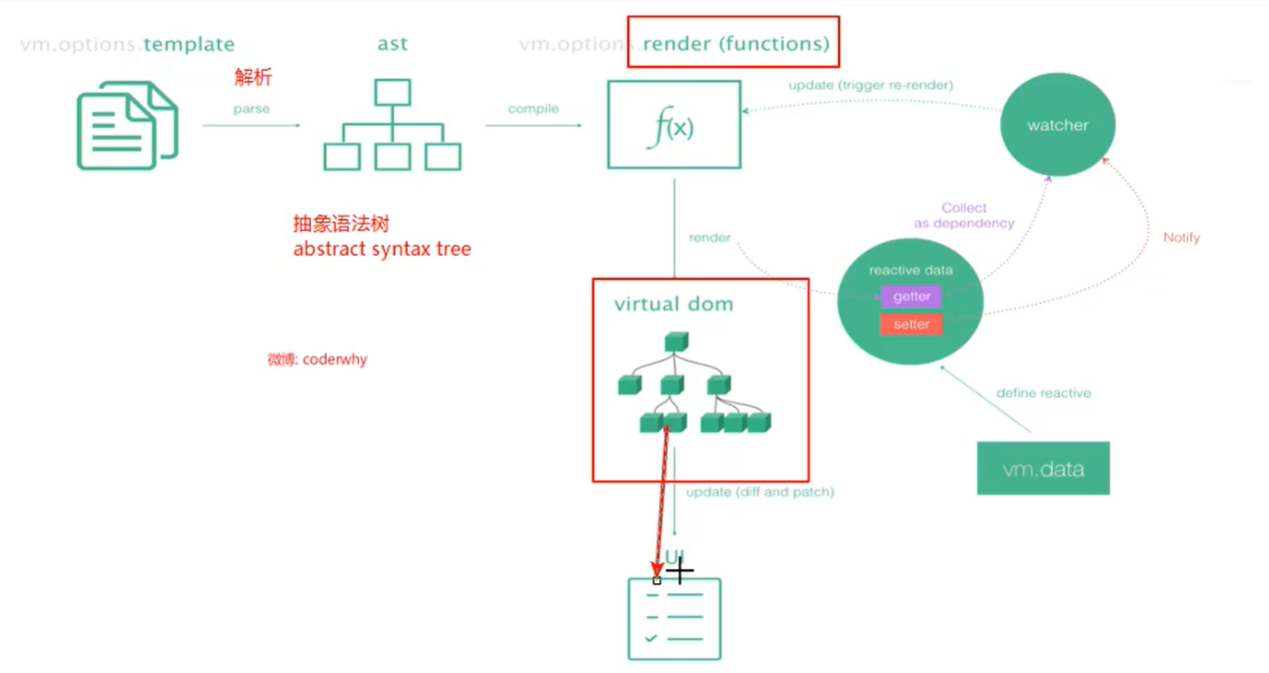 vm.options.template
ast
vm.options.render (functions)
解析
parse
compile
f(x)
update (trigger re-render)
watcher
抽象语法树
abstract syntax tree
render
Collect
as dependency
Notify
reactive data
getter
setter
virtual dom
微博: coderwhy
define reactive
vm.data
update (diff and patch)
UI